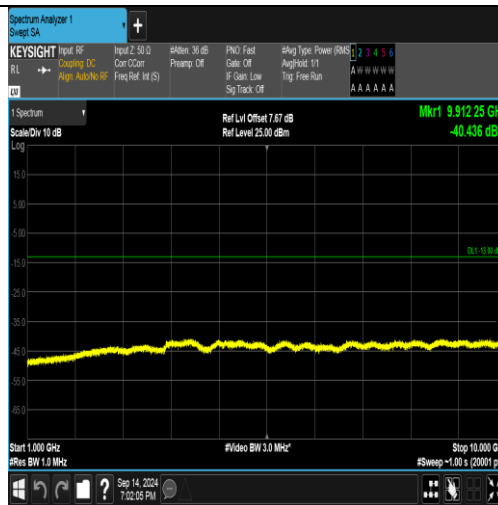 Spectrum Analyzer 1
Swept SA
+
KEYSIGHT Input: RF Input Z: 50 Ω #Atten: 36 dB PNO: Fast #Avg Type: Power (RMS 1 2 3 4 5 6
RL Coupling: DC Corr CCorr Preamp: Off Gate: Off Avg|Hold: 1/1 A W W W W W
Align: Auto/No RF Freq Ref: Int (S) IF Gain: Low Trig: Free Run
LXI Sig Track: Off A A A A A A
1 Spectrum Ref Lvl Offset 7.67 dB Mkr1 9.912 25 GH
Scale/Div 10 dB Ref Level 25.00 dBm -40.436 dB
Log
15.0
5.00
-5.00
DL1 -13.00 d
-15.0
-25.0
-35.0
-45.0
-55.0
-65.0
Start 1.000 GHz #Video BW 3.0 MHz* Stop 10.000 G
#Res BW 1.0 MHz #Sweep ~1.00 s (20001 p
? Sep 14, 2024
7:02:05 PM